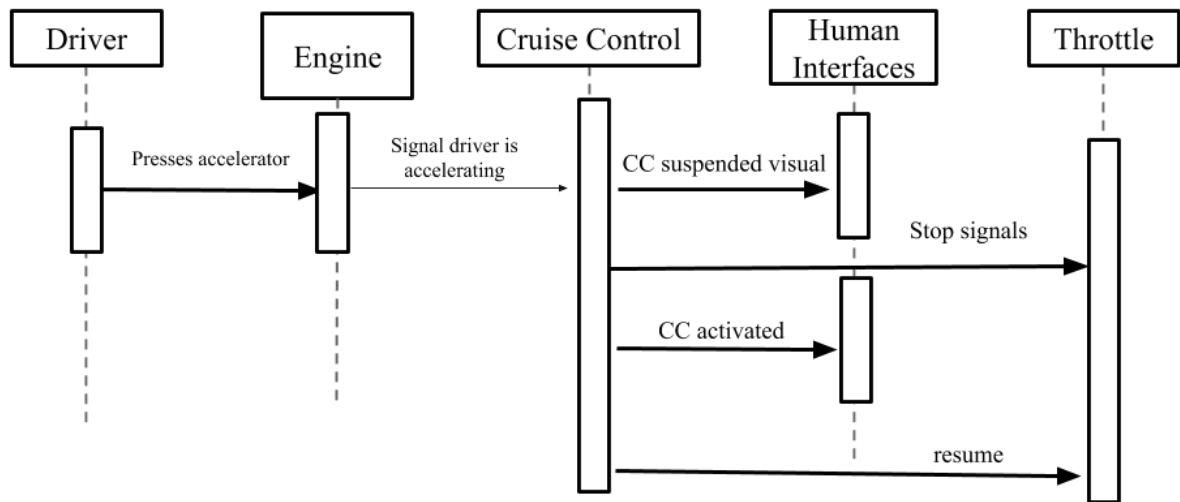 Driver
Engine
Cruise Control
Human
Interfaces
Throttle
Presses accelerator
Signal driver is
accelerating
CC suspended visual
Stop signals
CC activated
resume